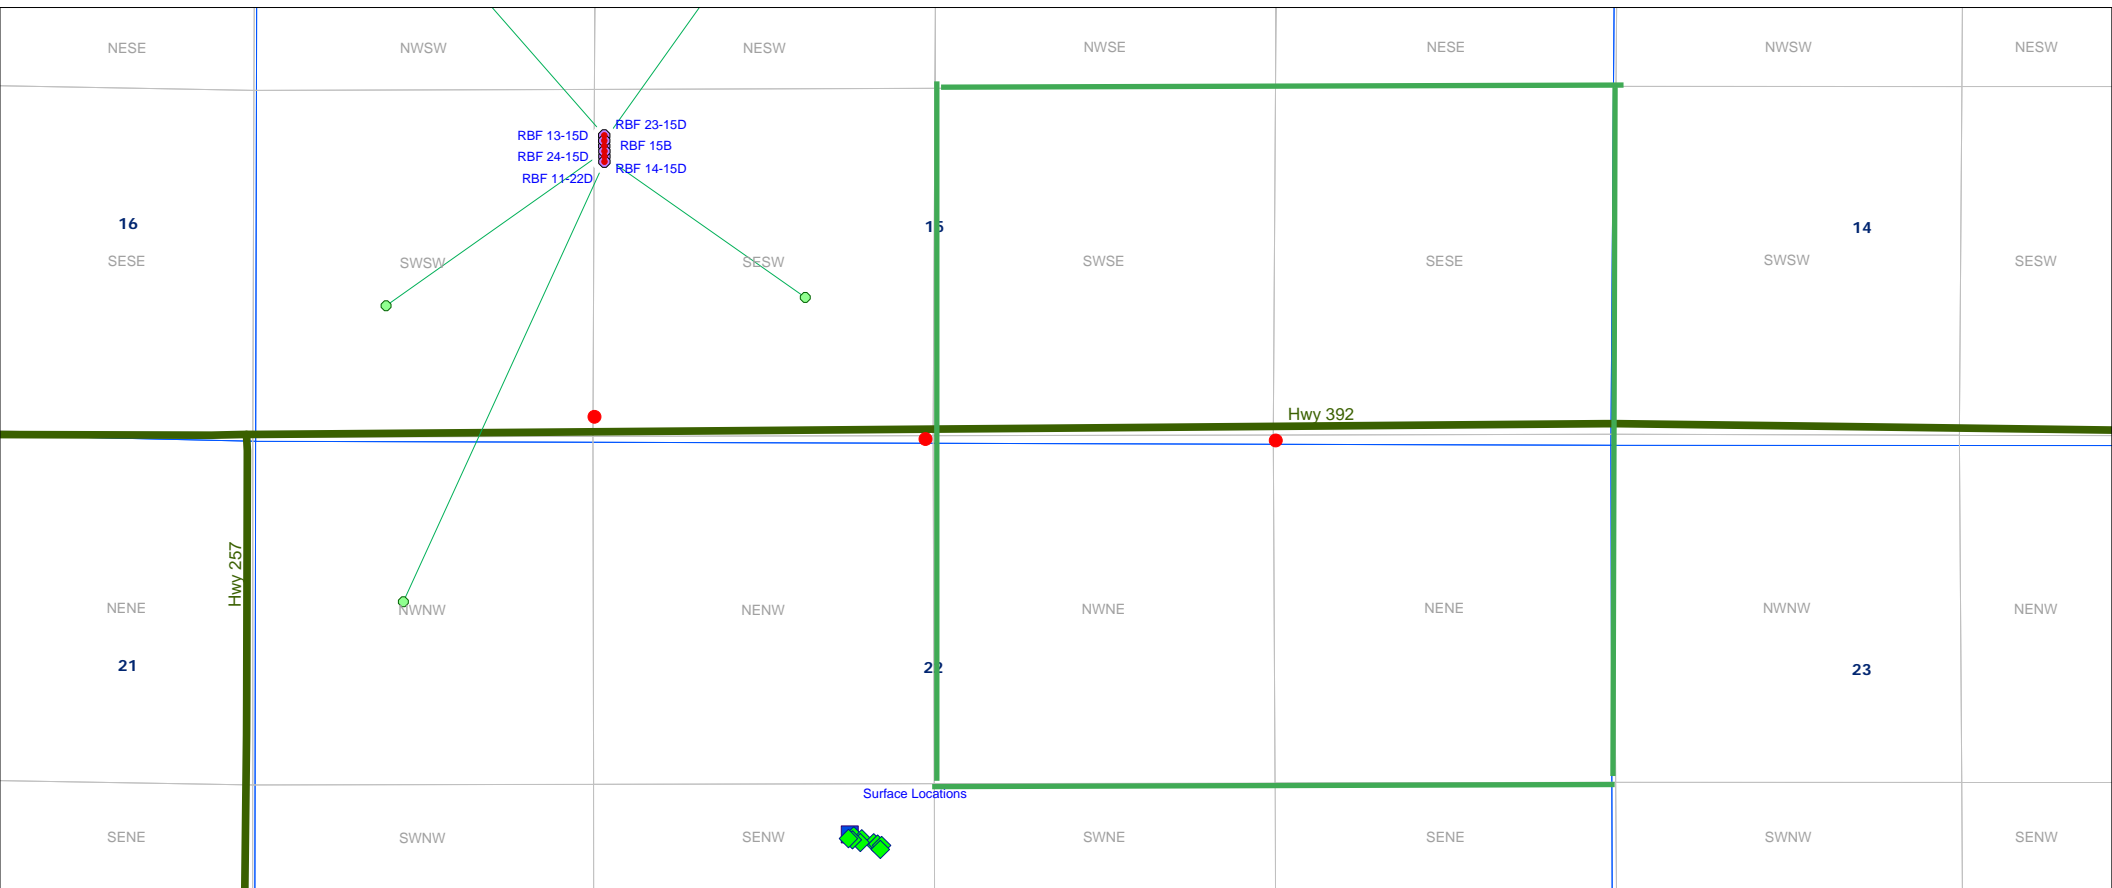 NESE
NWSW
NESW
NWSE
NESE
NWSW
NESW
RBF 23-15D
RBF 13-15D
RBF 15B
RBF 24-15D
RBF 14-15D
RBF 11-22D
16
15
14
SESE
SWSW
SESW
SWSE
SESE
SWSW
SESW
Hwy 392
Hwy 257
NENE
NWNW
NENW
NWNE
NENE
NWNW
NENW
21
22
23
Surface Locations
SENE
SWNW
SENW
SWNE
SENE
SWNW
SENW